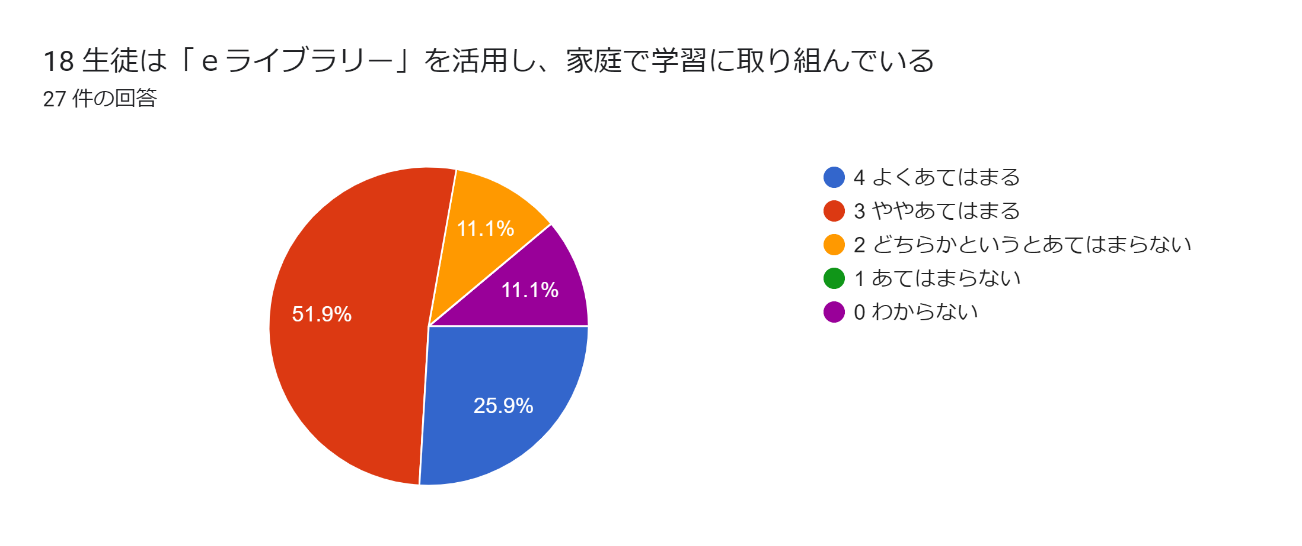 18 生徒は「ｅライブラリー」を活用し、家庭で学習に取り組んでいる
27 件の回答
11.1%
11.1%
51.9%
25.9%
4 よくあてはまる
3 ややあてはまる
2 どちらかというとあてはまらない
1 あてはまらない
0 わからない